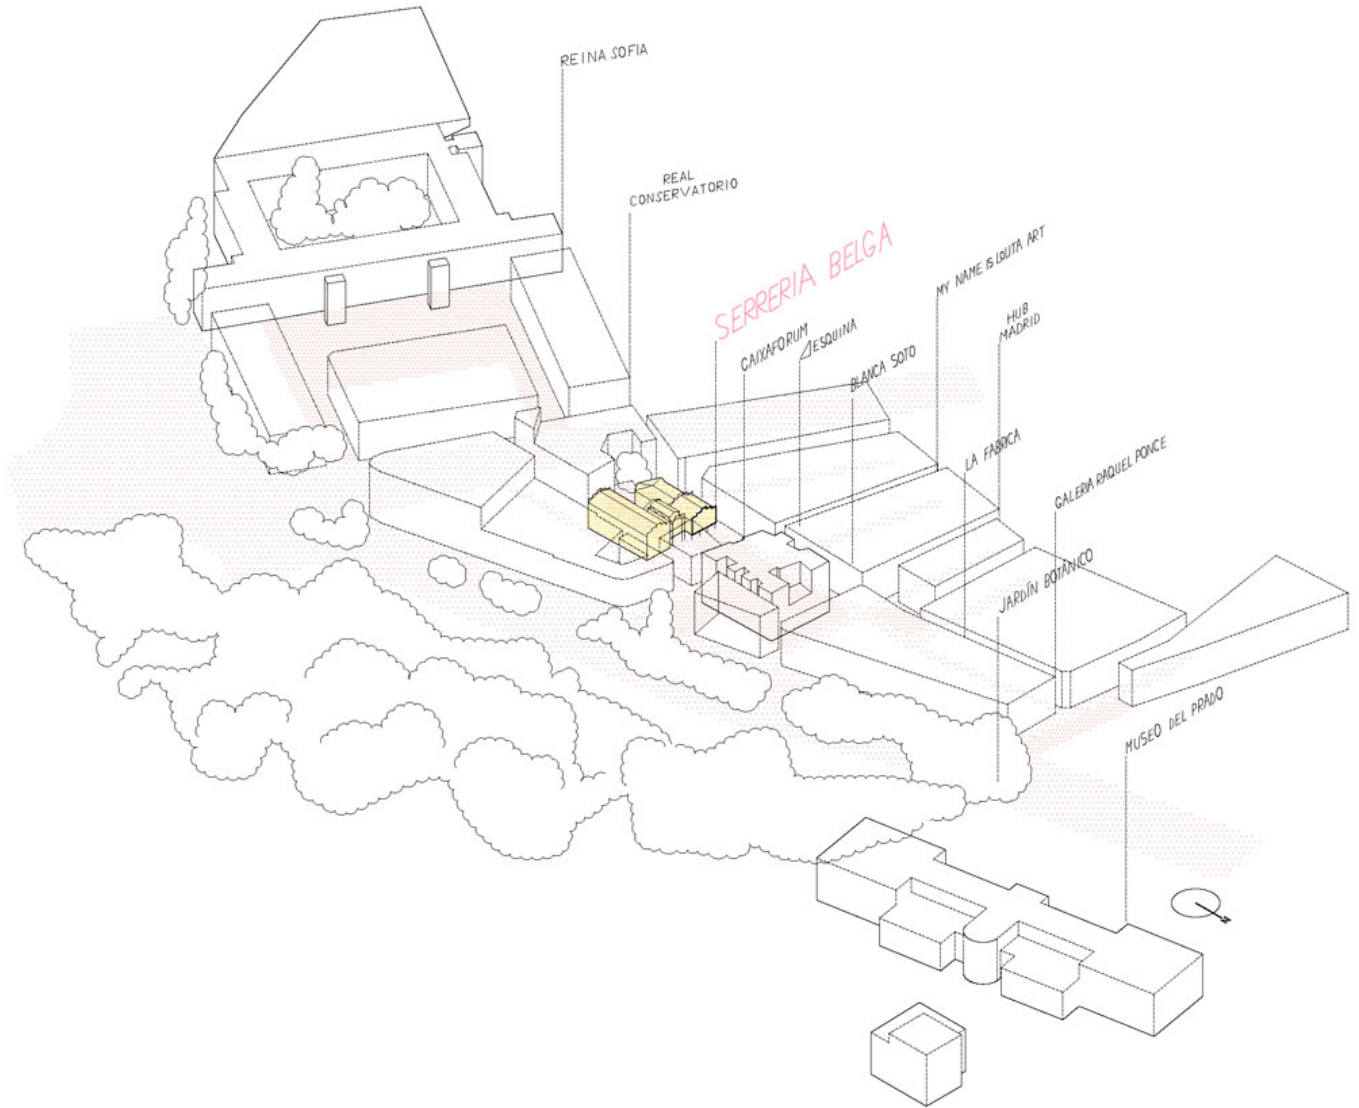 REINA SOFIA
REAL
CONSERVATORIO
SERRERIA BELGA
CAIXAFORUM
ESQUINA
BLANCA SOTO
MY NAME IS LOLITA ART
HUB
MADRID
LA FABRICA
GALERIA RAQUEL PONCE
JARDÍN BOTÁNICO
MUSEO DEL PRADO
N